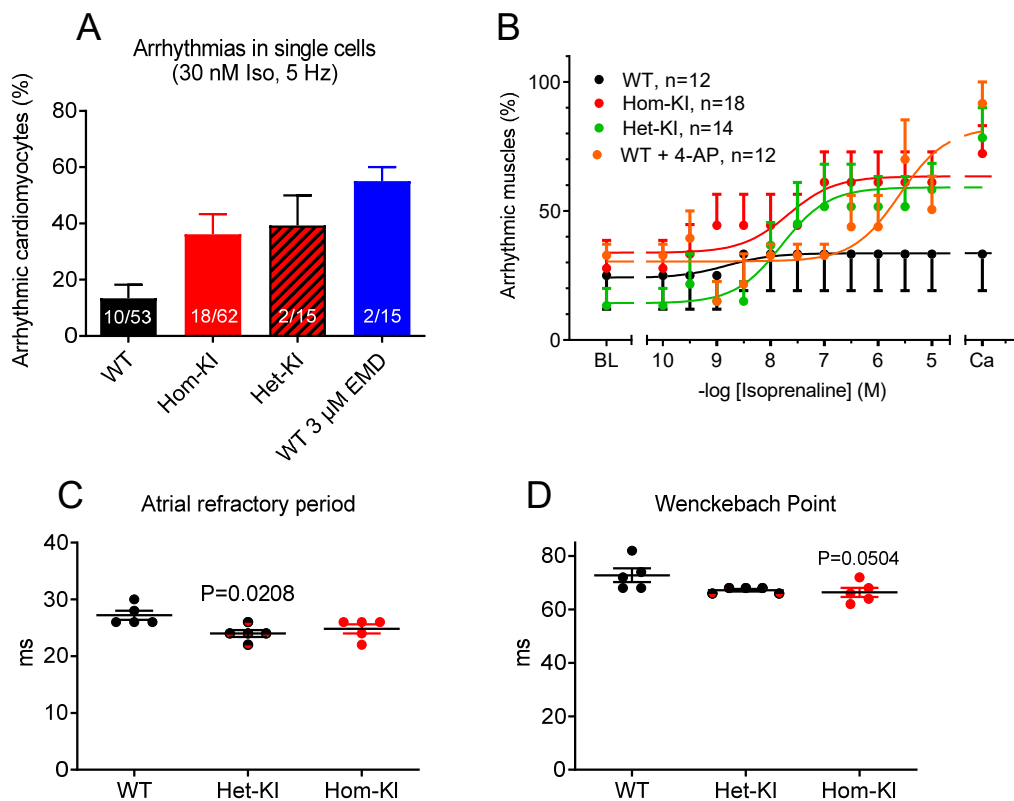 A
Arrhythmias in single cells
(30 nM Iso, 5 Hz)
Arrhythmic cardiomyocytes (%)
80
60
40
20
0
10/53
18/62
2/15
2/15
WT
Hom-KI
Het-KI
WT 3 µM EMD
B
Arrhythmic muscles (%)
100
50
0
WT, n=12
Hom-KI, n=18
Het-KI, n=14
WT + 4-AP, n=12
BL
10
9
8
7
6
5
Ca
-log [Isoprenaline] (M)
C
Atrial refractory period
ms
40
30
20
10
0
P=0.0208
WT
Het-KI
Hom-KI
D
Wenckebach Point
ms
80
60
40
20
0
P=0.0504
WT
Het-KI
Hom-KI